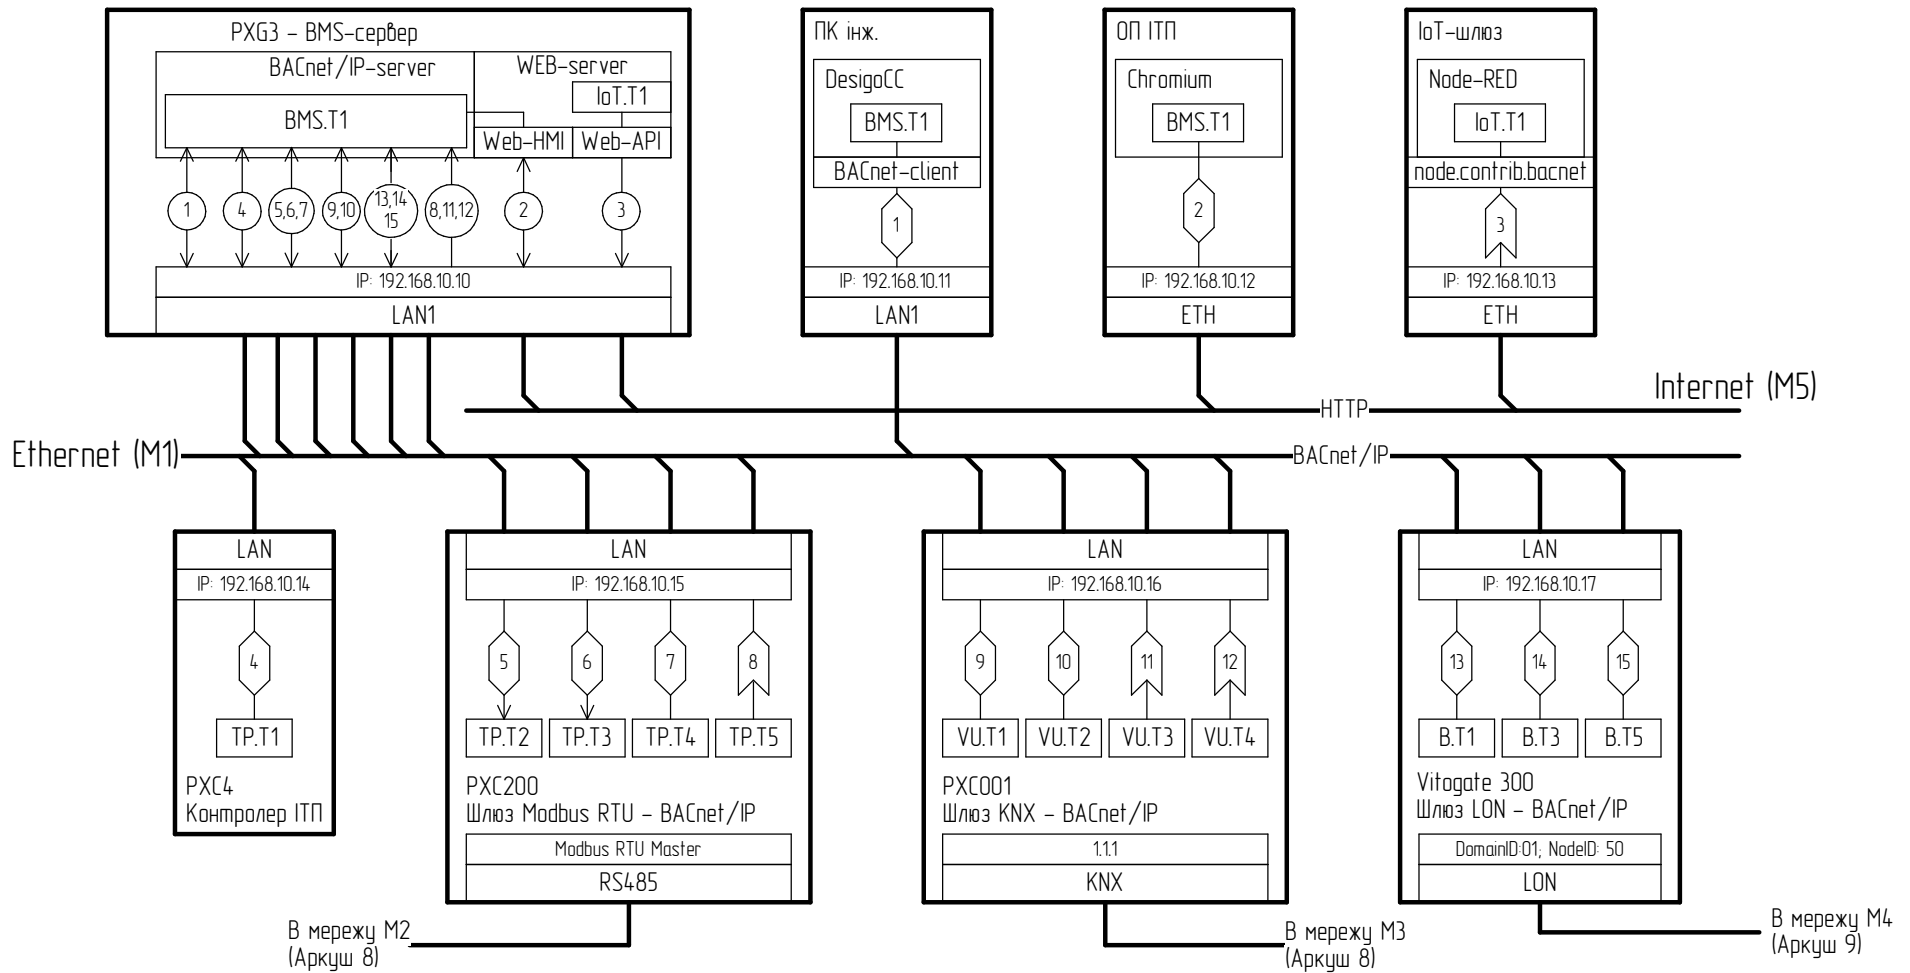 PXG3 – BMS-сервер
BACnet/IP-server
WEB-server
IoT.T1
BMS.T1
Web-HMI
Web-API
1
4
5,6,7
9,10
13,14
15
8,11,12
2
3
IP: 192.168.10.10
LAN1
ПК інж.
DesigoCC
BMS.T1
BACnet-client
1
IP: 192.168.10.11
LAN1
ОП ІТП
Chromium
BMS.T1
2
IP: 192.168.10.12
ETH
IoT-шлюз
Node-RED
IoT.T1
node.contrib.bacnet
3
IP: 192.168.10.13
ETH
Internet (M5)
HTTP
Ethernet (M1)
BACnet/IP
LAN
IP: 192.168.10.14
4
TP.T1
PXC4
Контролер ІТП
LAN
IP: 192.168.10.15
5
6
7
8
TP.T2
TP.T3
TP.T4
TP.T5
PXC200
Шлюз Modbus RTU – BACnet/IP
Modbus RTU Master
RS485
В мережу М2
(Аркуш 8)
LAN
IP: 192.168.10.16
9
10
11
12
VU.T1
VU.T2
VU.T3
VU.T4
PXC001
Шлюз KNX – BACnet/IP
1.1.1
KNX
В мережу М3
(Аркуш 8)
LAN
IP: 192.168.10.17
13
14
15
B.T1
B.T3
B.T5
Vitogate 300
Шлюз LON – BACnet/IP
DomainID:01; NodeID: 50
LON
В мережу М4
(Аркуш 9)